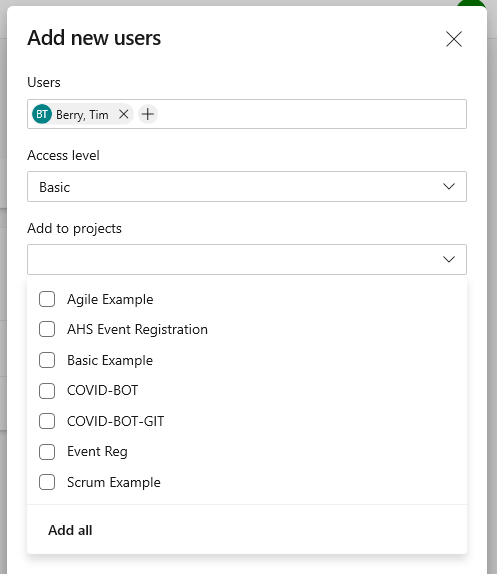 Add new users
Users
BT Berry, Tim
Access level
Basic
Add to projects
Agile Example
AHS Event Registration
Basic Example
COVID-BOT
COVID-BOT-GIT
Event Reg
Scrum Example
Add all